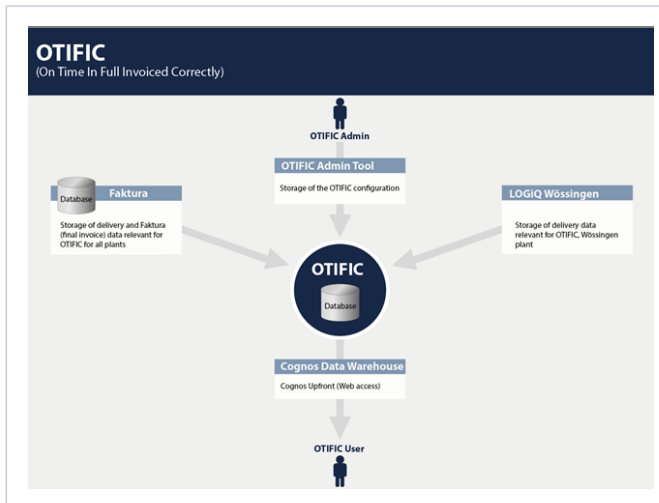 OTIFIC
(On Time In Full Invoiced Correctly)
OTIFIC Admin
OTIFIC Admin Tool
Storage of the OTIFIC configuration
Database
Faktura
Storage of delivery and Faktura
(final invoice) data relevant for
OTIFIC for all plants
LOGiQ Wössingen
Storage of delivery data
relevant for OTIFIC, Wössingen
plant
OTIFIC
Database
Cognos Data Warehouse
Cognos Upfront (Web access)
OTIFIC User